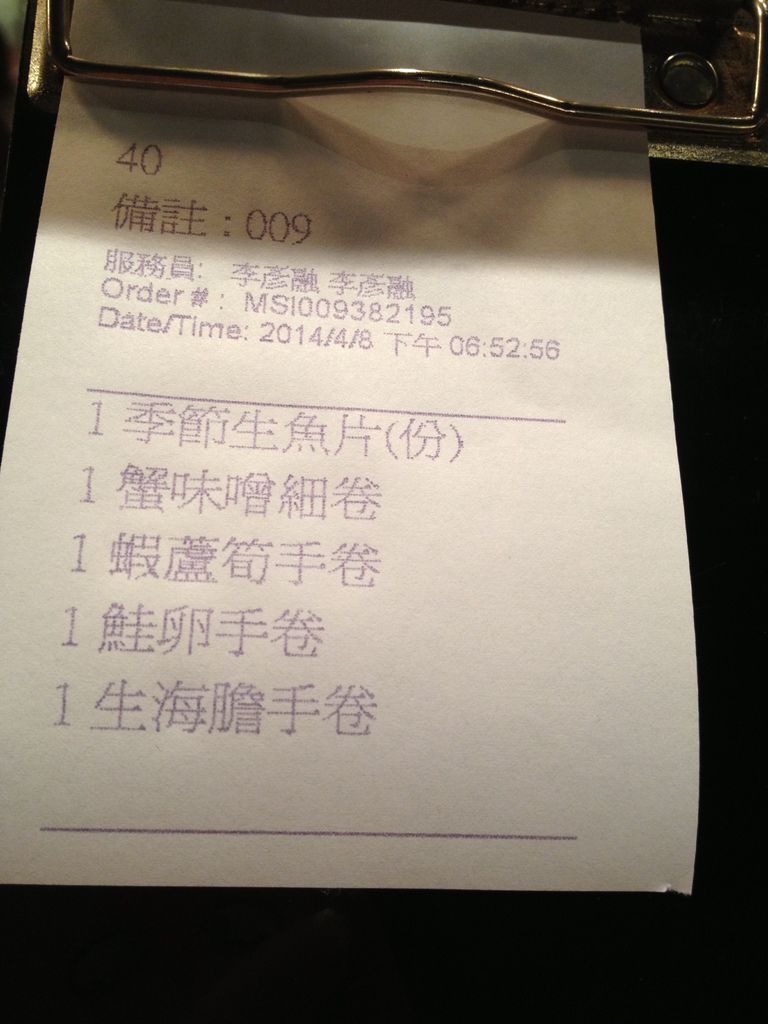 40
備註：009
服務員: 李彥融 李彥融
Order #： MSI009382195
Date/Time: 2014/4/8 下午 06:52:56
1 季節生魚片(份)
1 蟹味噌細卷
1 蝦蘆筍手卷
1 鮭卵手卷
1 生海膽手卷